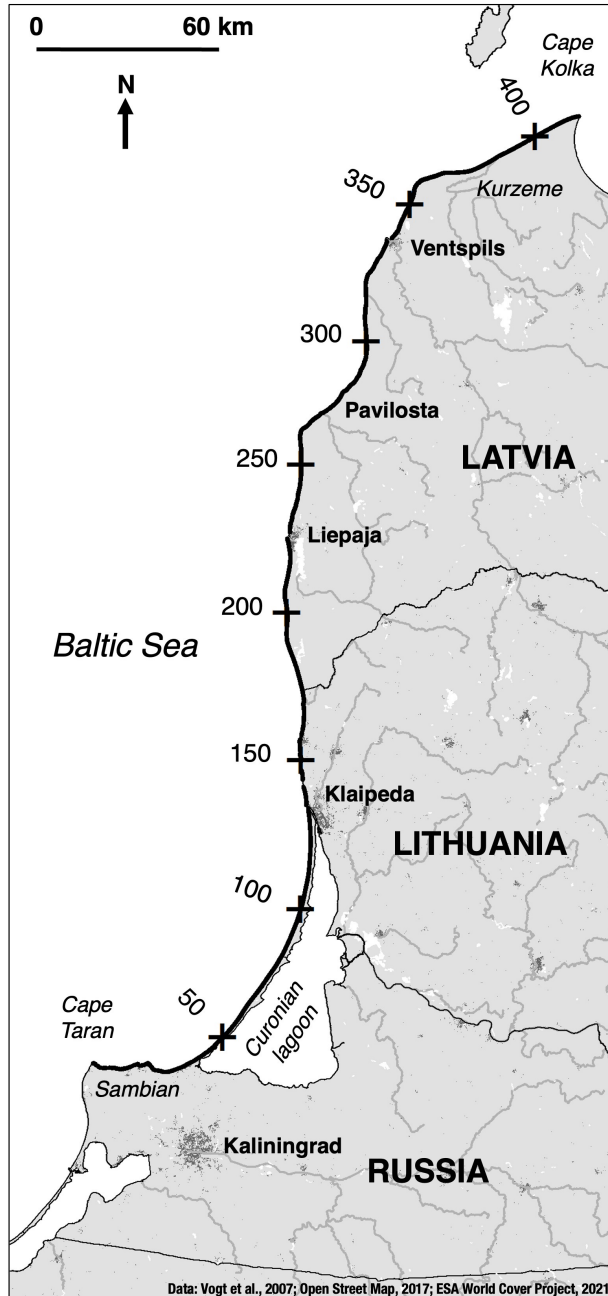 0 60 km
N
Cape
Kolka
400
350
Kurzeme
Ventspils
300
Pavilosta
250
LATVIA
Liepaja
200
Baltic Sea
150
Klaipeda
LITHUANIA
100
50
Cape
Taran
Curonian
lagoon
Sambian
Kaliningrad
RUSSIA
Data: Vogt et al., 2007; Open Street Map, 2017; ESA World Cover Project, 2021